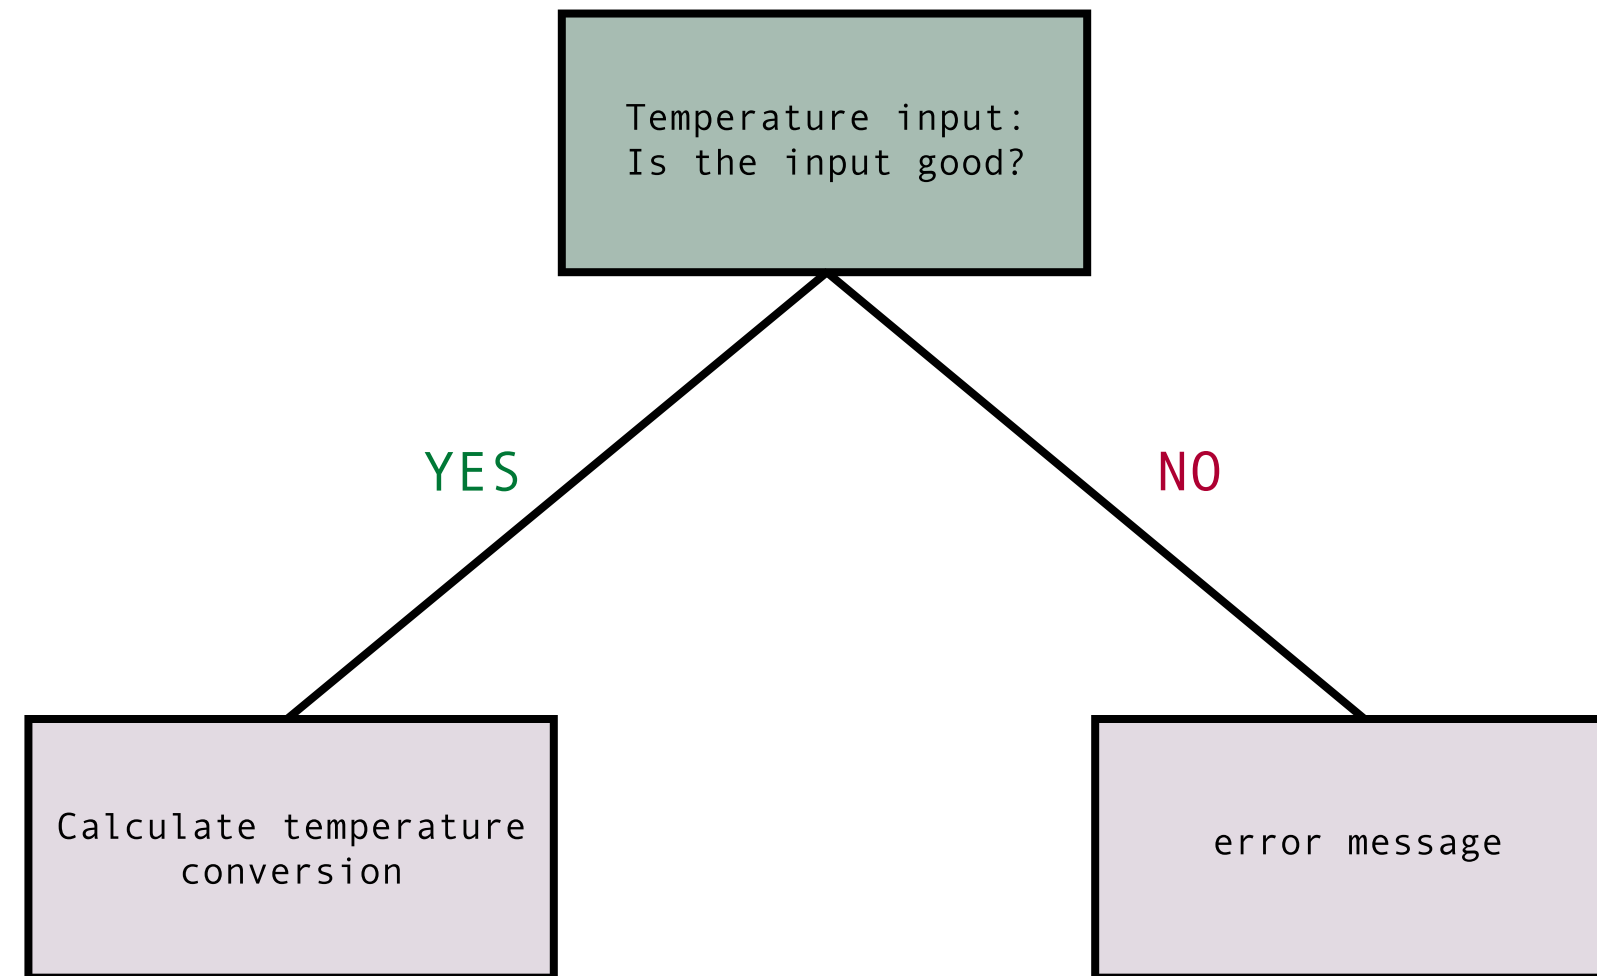 Temperature input:
Is the input good?
YES
NO
Calculate temperature
conversion
error message